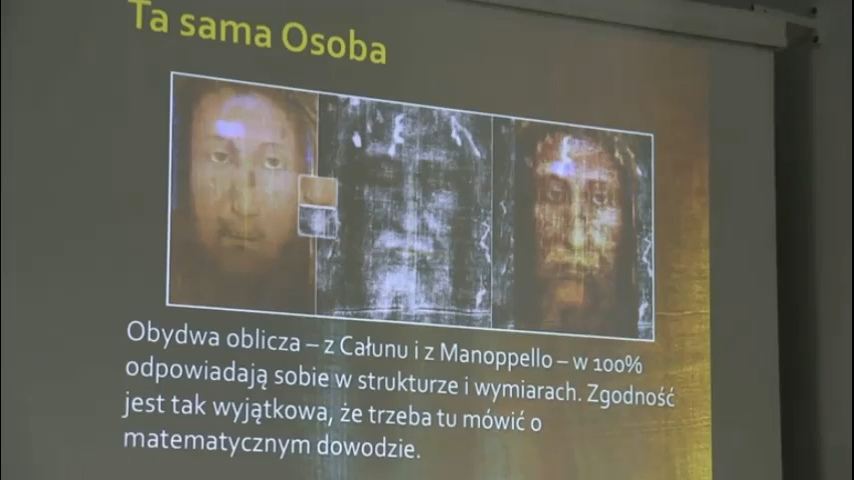 Ta sama Osoba
Obydwa oblicza – z Całunu i z Manoppello – w 100%
odpowiadają sobie w strukturze i wymiarach. Zgodność
jest tak wyjątkowa, że trzeba tu mówić o
matematycznym dowodzie.